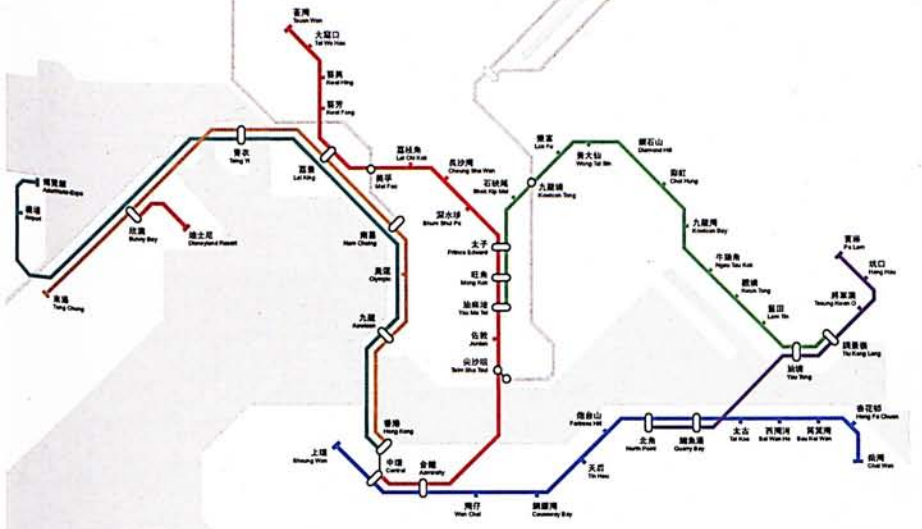 荃灣
Tsuen Wan
大窩口
Tai Wo Hau
葵興
Kwai Hing
葵芳
Kwai Fong
青衣
Tsing Yi
荔景
Lai King
美孚
Mei Foo
荔枝角
Lai Chi Kok
長沙灣
Cheung Sha Wan
深水埗
Shum Shui Po
石硤尾
Shek Kip Mei
九龍塘
Kowloon Tong
樂富
Lok Fu
黃大仙
Wong Tai Sin
鑽石山
Diamond Hill
彩虹
Choi Hung
九龍灣
Kowloon Bay
牛頭角
Ngau Tau Kok
觀塘
Kwun Tong
藍田
Lam Tin
油塘
Yau Tong
寶琳
Po Lam
坑口
Hang Hau
將軍澳
Tseung Kwan O
調景嶺
Tiu Keng Leng
博覽館
AsiaWorld-Expo
機場
Airport
欣澳
Sunny Bay
迪士尼
Disneyland Resort
東涌
Tung Chung
南昌
Nam Cheong
奧運
Olympic
九龍
Kowloon
太子
Prince Edward
旺角
Mong Kok
油麻地
Yau Ma Tei
佐敦
Jordan
尖沙咀
Tsim Sha Tsui
香港
Hong Kong
上環
Sheung Wan
中環
Central
金鐘
Admiralty
灣仔
Wan Chai
銅鑼灣
Causeway Bay
天后
Tin Hau
炮台山
Fortress Hill
北角
North Point
鰂魚涌
Quarry Bay
太古
Tai Koo
西灣河
Sai Wan Ho
筲箕灣
Sau Kei Wan
杏花邨
Heng Fa Chuen
柴灣
Chai Wan